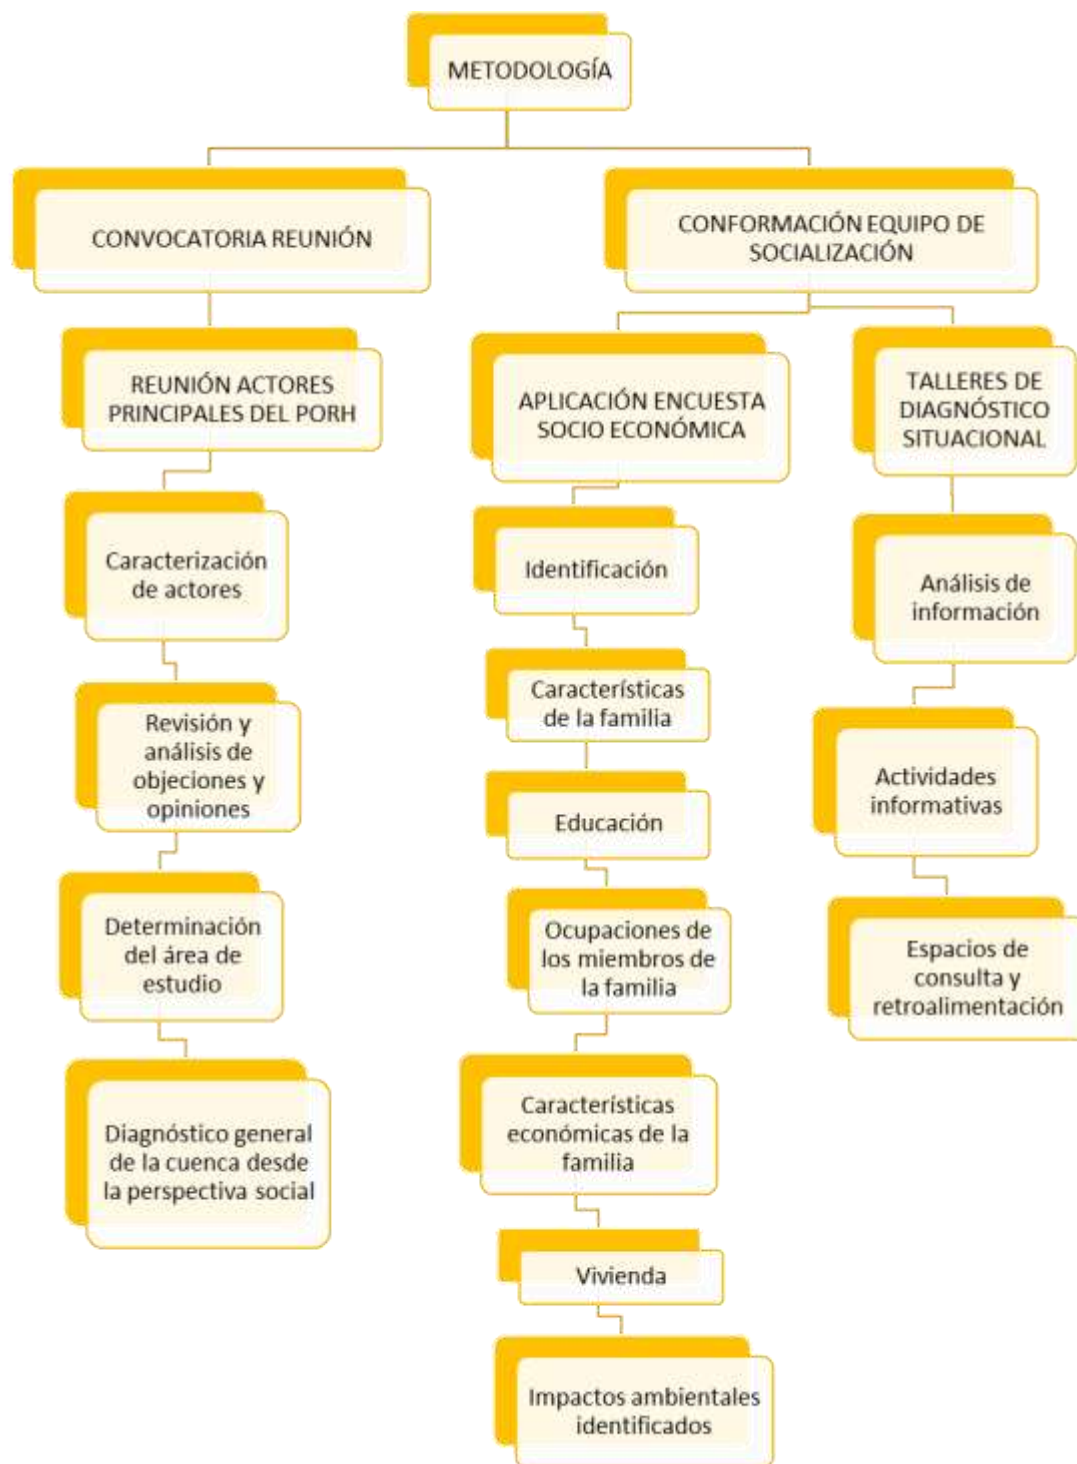 METODOLOGÍA
CONVOCATORIA REUNIÓN
CONFORMACIÓN EQUIPO DE
SOCIALIZACIÓN
REUNIÓN ACTORES
PRINCIPALES DEL PORH
APLICACIÓN ENCUESTA
SOCIO ECONÓMICA
TALLERES DE
DIAGNÓSTICO
SITUACIONAL
Caracterización
de actores
Identificación
Análisis de
información
Características
de la familia
Revisión y
análisis de
objeciones y
opiniones
Actividades
informativas
Educación
Determinación
del área de
estudio
Ocupaciones de
los miembros de
la familia
Espacios de
consulta y
retroalimentación
Diagnóstico general
de la cuenca desde
la perspectiva social
Características
económicas de la
familia
Vivienda
Impactos ambientales
identificados